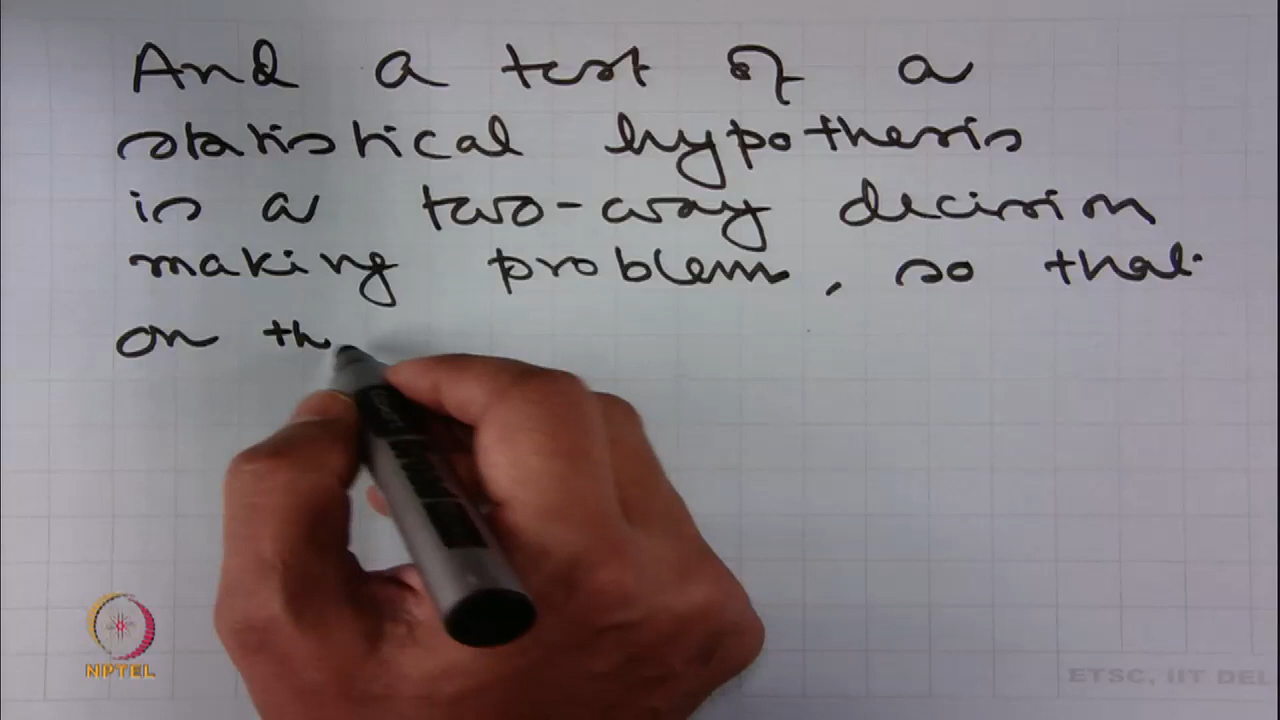 And a test of a
statistical hypothesis
is a two-way decision
making problem, so that
on th
NPTEL
ETSC, IIT DEL